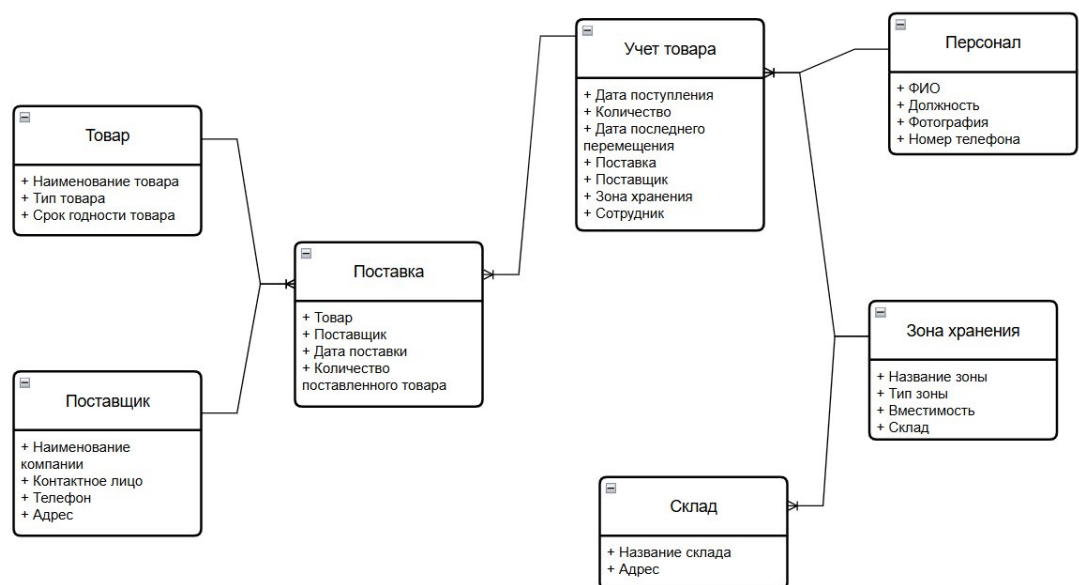 Товар
+ Наименование товара
+ Тип товара
+ Срок годности товара
Поставщик
+ Наименование
компании
+ Контактное лицо
+ Телефон
+ Адрес
Поставка
+ Товар
+ Поставщик
+ Дата поставки
+ Количество
поставленного товара
Учет товара
+ Дата поступления
+ Количество
+ Дата последнего
перемещения
+ Поставка
+ Поставщик
+ Зона хранения
+ Сотрудник
Персонал
+ ФИО
+ Должность
+ Фотография
+ Номер телефона
Зона хранения
+ Название зоны
+ Тип зоны
+ Вместимость
+ Склад
Склад
+ Название склада
+ Адрес